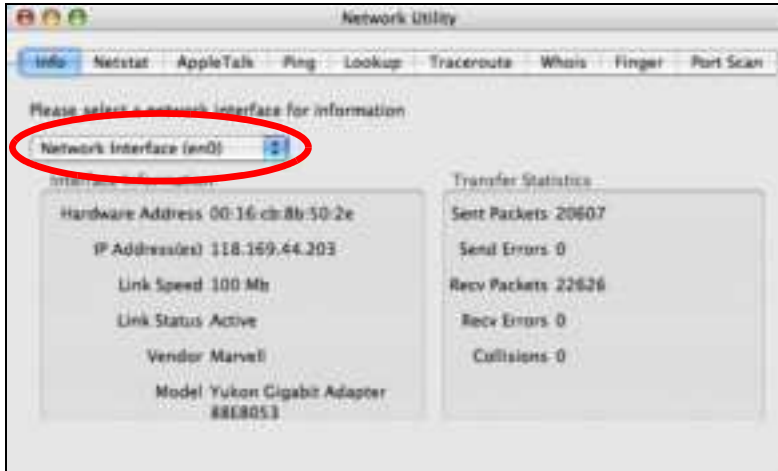 Network Utility
Info Netstat AppleTalk Ping Lookup Traceroute Whois Finger Port Scan
Please select a network interface for information
Network Interface (en0)
Interface Information
Hardware Address 00:16:cb:8b:50:2e
IP Address(es) 118.169.44.203
Link Speed 100 Mb
Link Status Active
Vendor Marvell
Model Yukon Gigabit Adapter
88E8053
Transfer Statistics
Sent Packets 20607
Send Errors 0
Recv Packets 22626
Recv Errors 0
Collisions 0